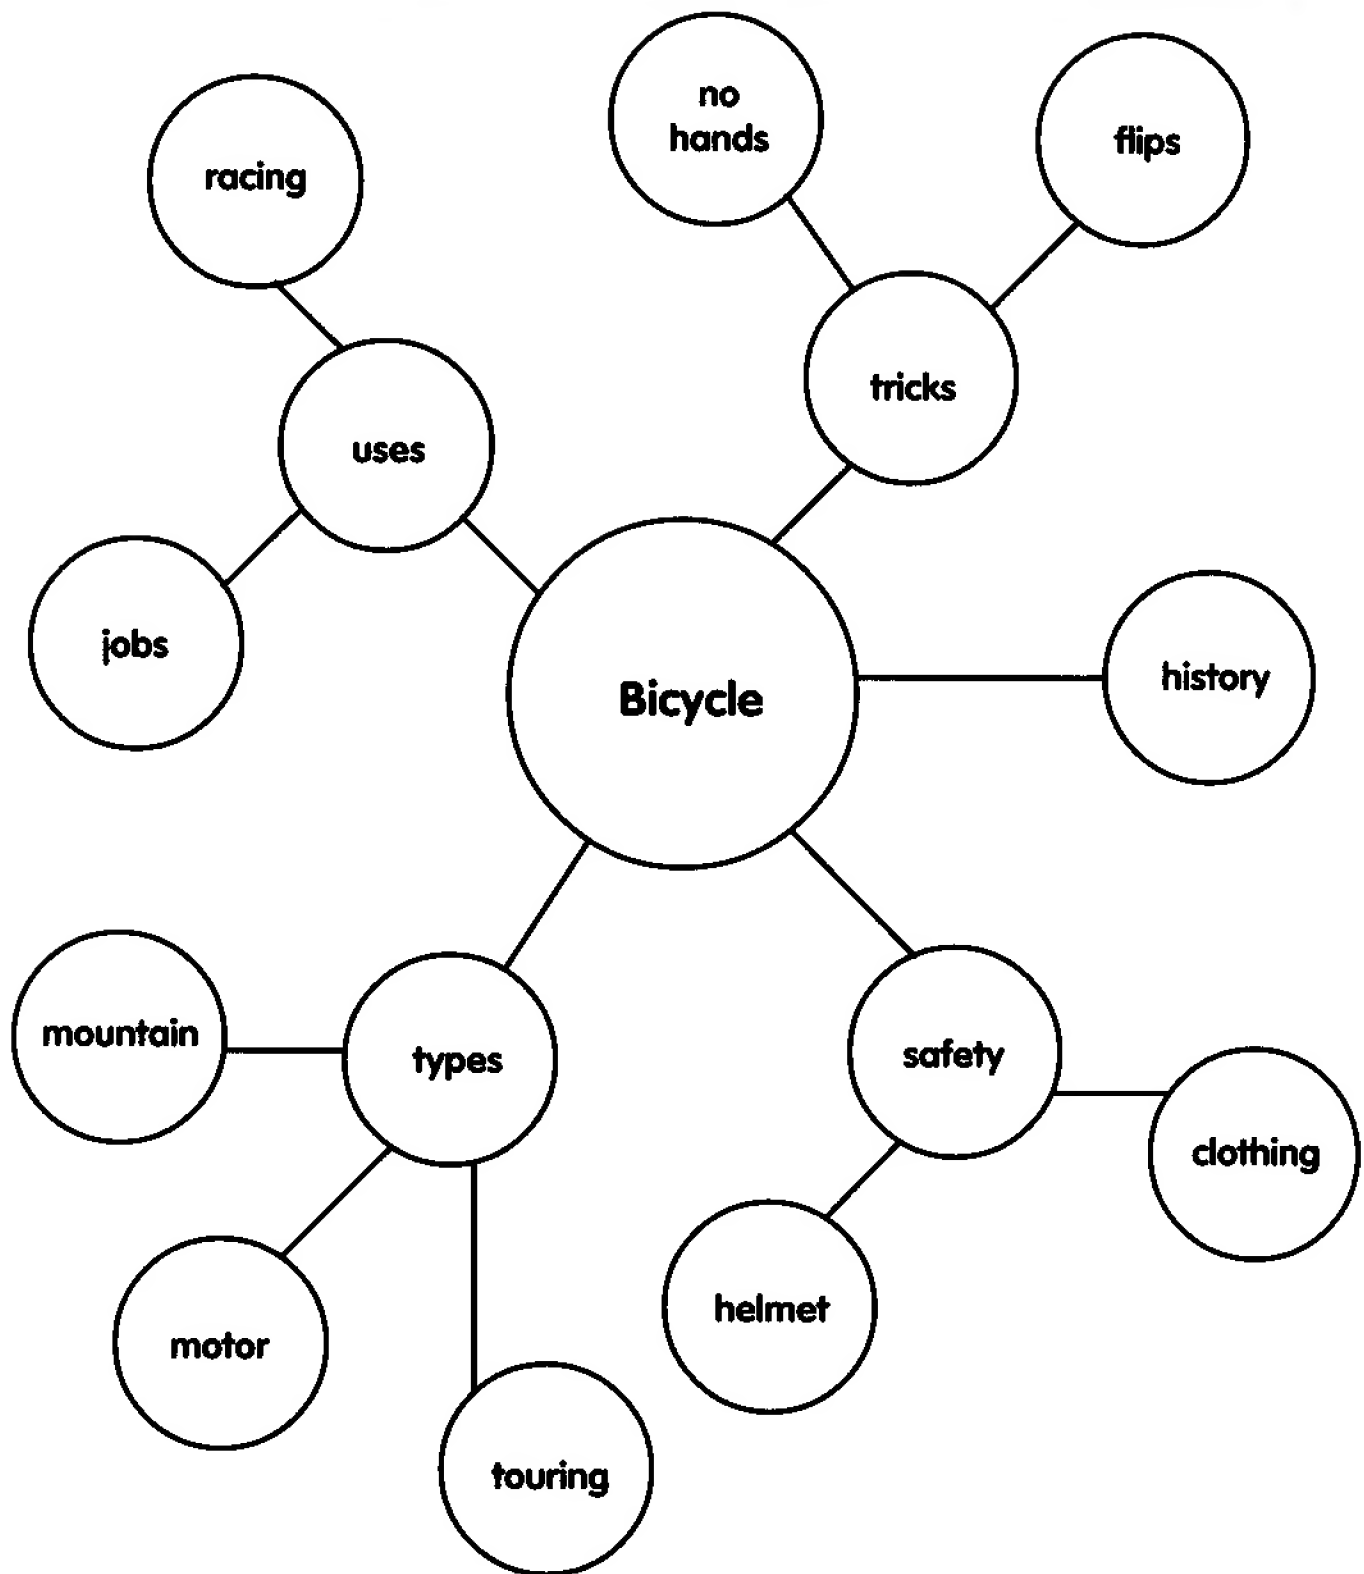 no
hands
flips
racing
tricks
uses
jobs
Bicycle
history
mountain
types
safety
clothing
motor
helmet
touring